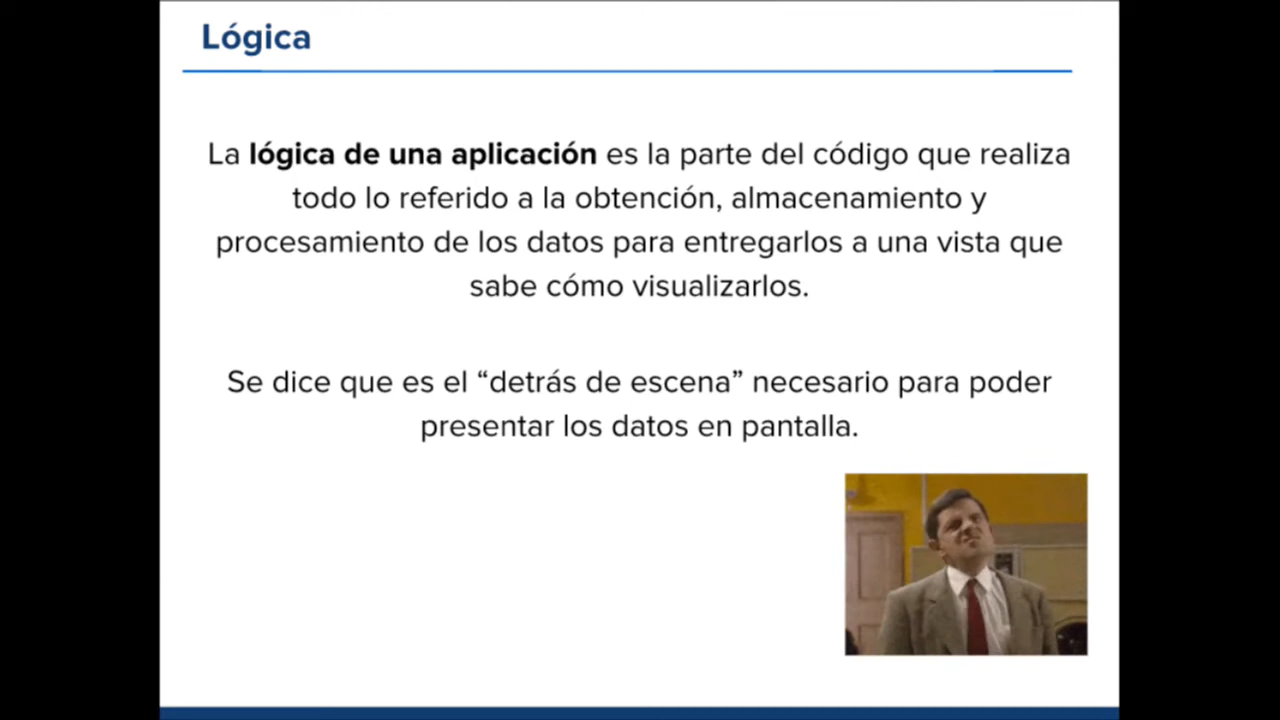 Lógica
La lógica de una aplicación es la parte del código que realiza
todo lo referido a la obtención, almacenamiento y
procesamiento de los datos para entregarlos a una vista que
sabe cómo visualizarlos.
Se dice que es el “detrás de escena” necesario para poder
presentar los datos en pantalla.